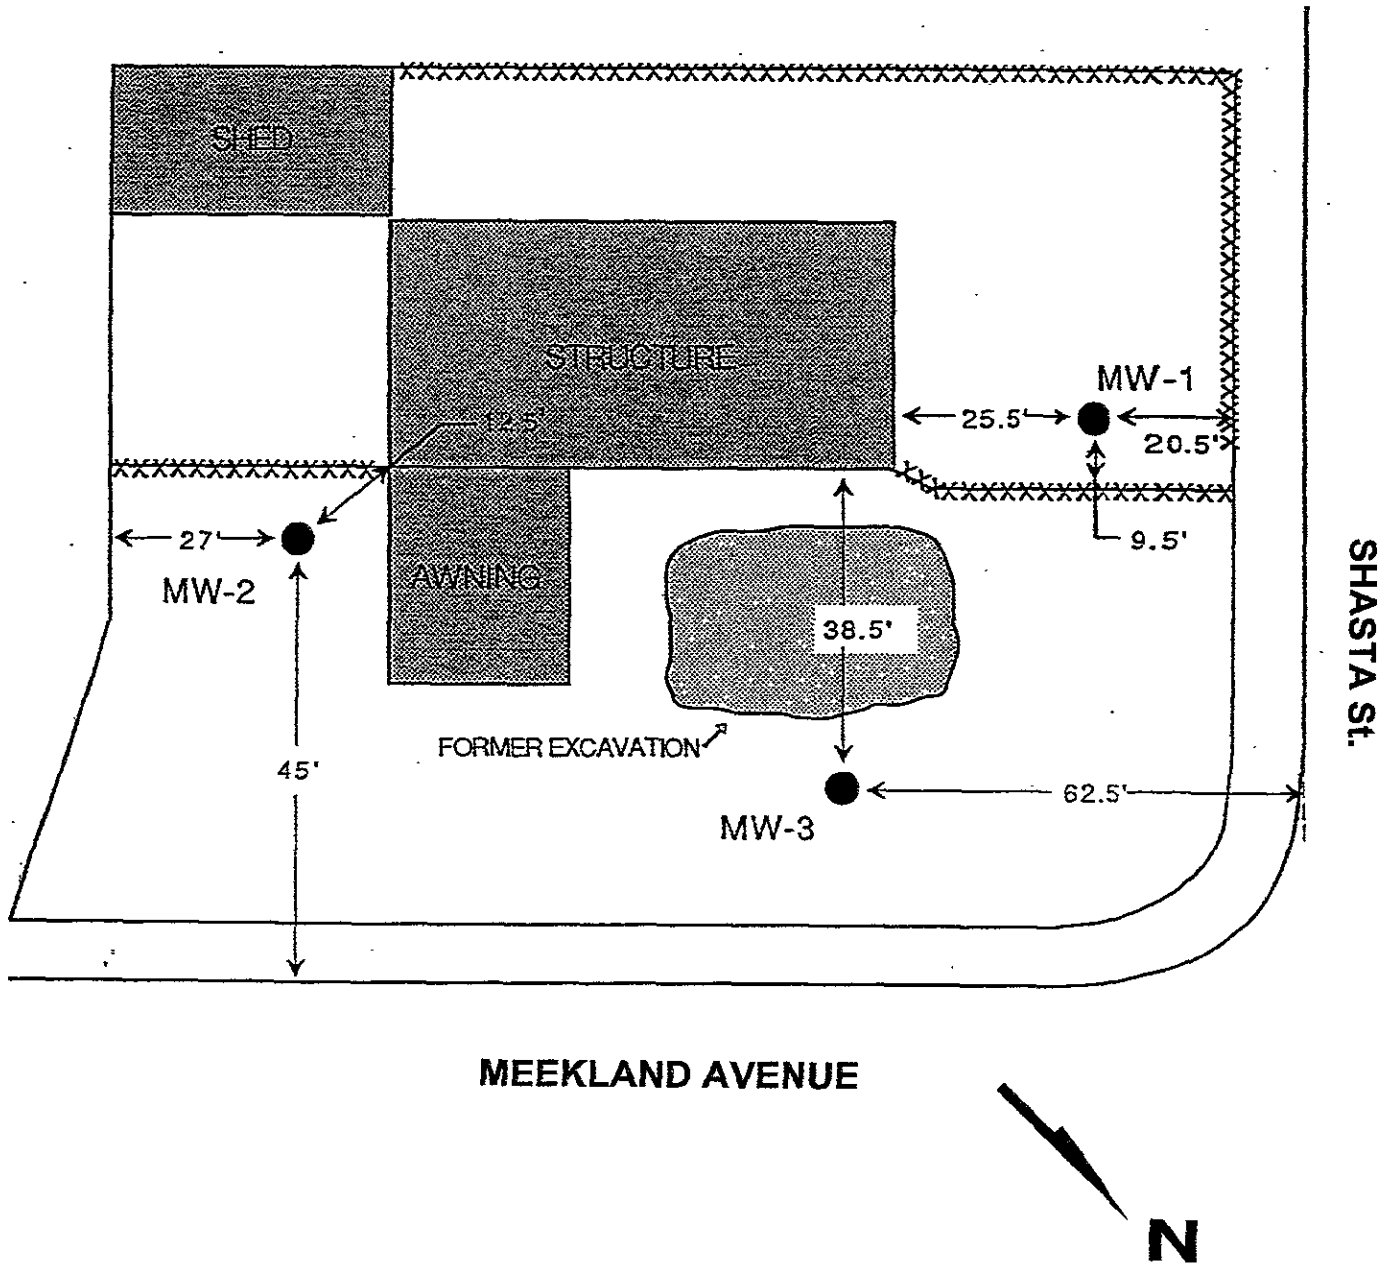 SHED
STRUCTURE
MW-1
25.5'
20.5'
12.5'
9.5'
27'
MW-2
AWNING
38.5'
SHASTA St.
FORMER EXCAVATION
45'
62.5'
MW-3
MEEKLAND AVENUE
N